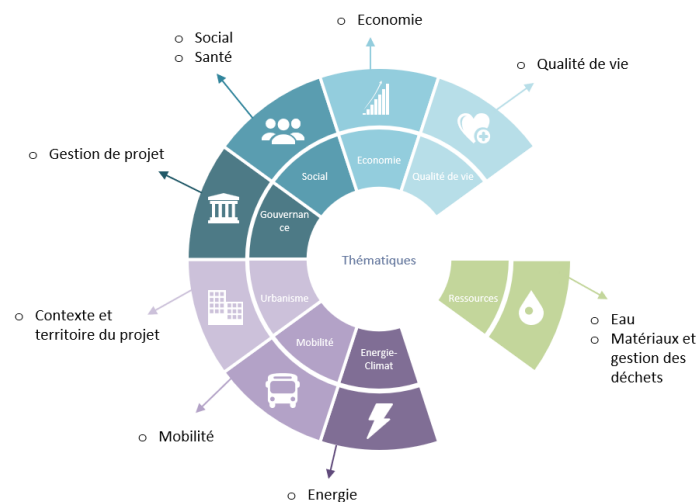 o Economie
o Social
o Santé
o Qualité de vie
o Gestion de projet
Social
Economie
Qualité de vie
Gouvernan
ce
Thématiques
Urbanisme
Ressources
Mobilité
Energie-
Climat
o Contexte et
territoire du projet
o Eau
o Matériaux et
gestion des
déchets
o Mobilité
o Energie